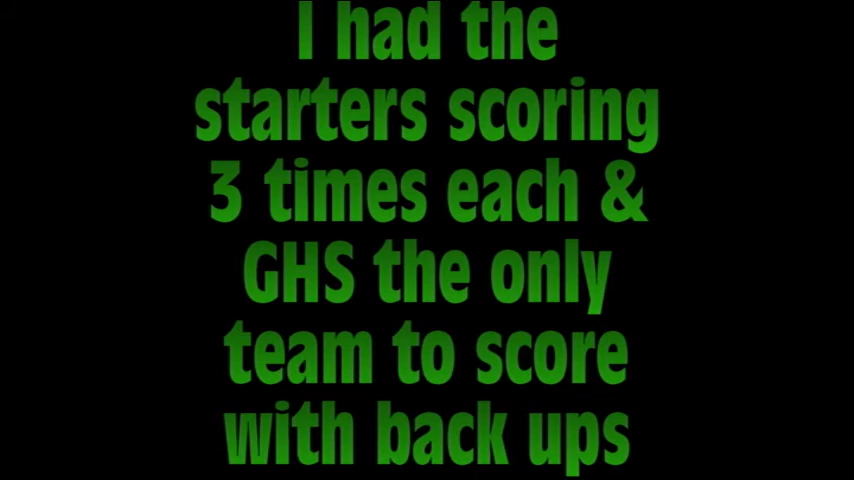 I had the
starters scoring
3 times each &
GHS the only
team to score
with back ups